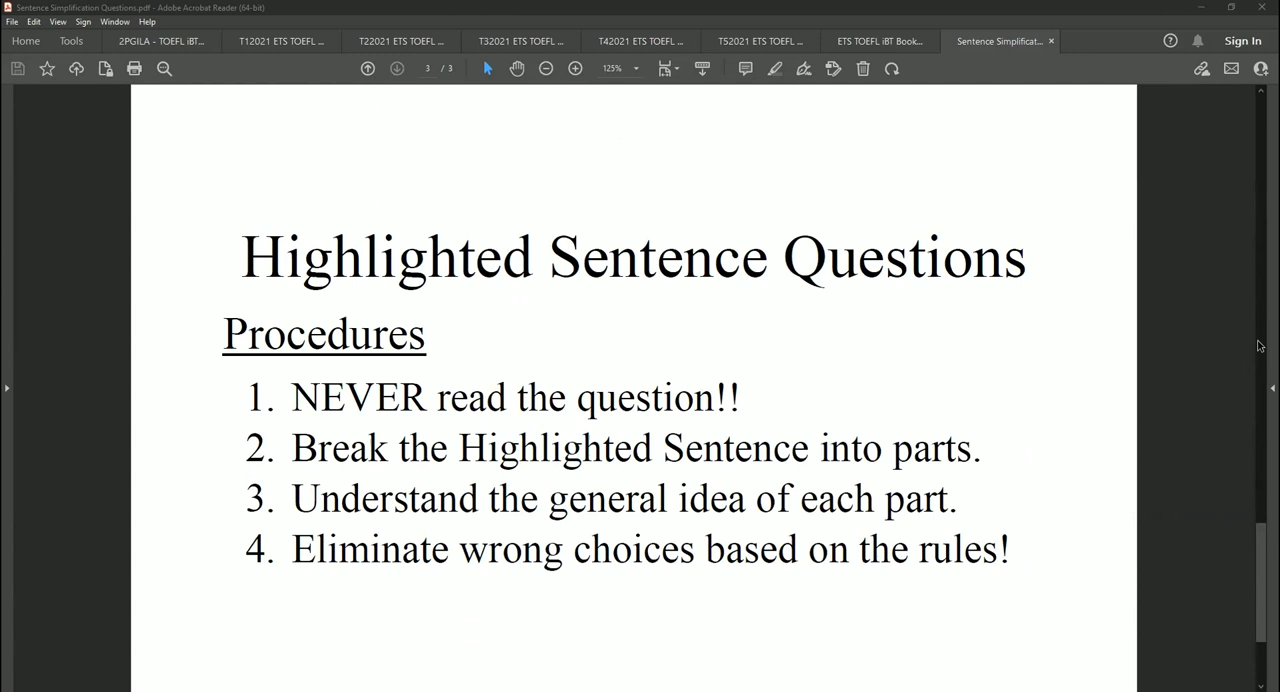 Sentence Simplification Questions.pdf - Adobe Acrobat Reader (64-bit)
File Edit View Sign Window Help
Home Tools 2PGILA - TOEFL iBT... T12021 ETS TOEFL ... T22021 ETS TOEFL ... T32021 ETS TOEFL ... T42021 ETS TOEFL ... T52021 ETS TOEFL ... ETS TOEFL iBT Book... Sentence Simplificat... × Sign In
3 / 3 125%
Highlighted Sentence Questions
Procedures
1. NEVER read the question!!
2. Break the Highlighted Sentence into parts.
3. Understand the general idea of each part.
4. Eliminate wrong choices based on the rules!